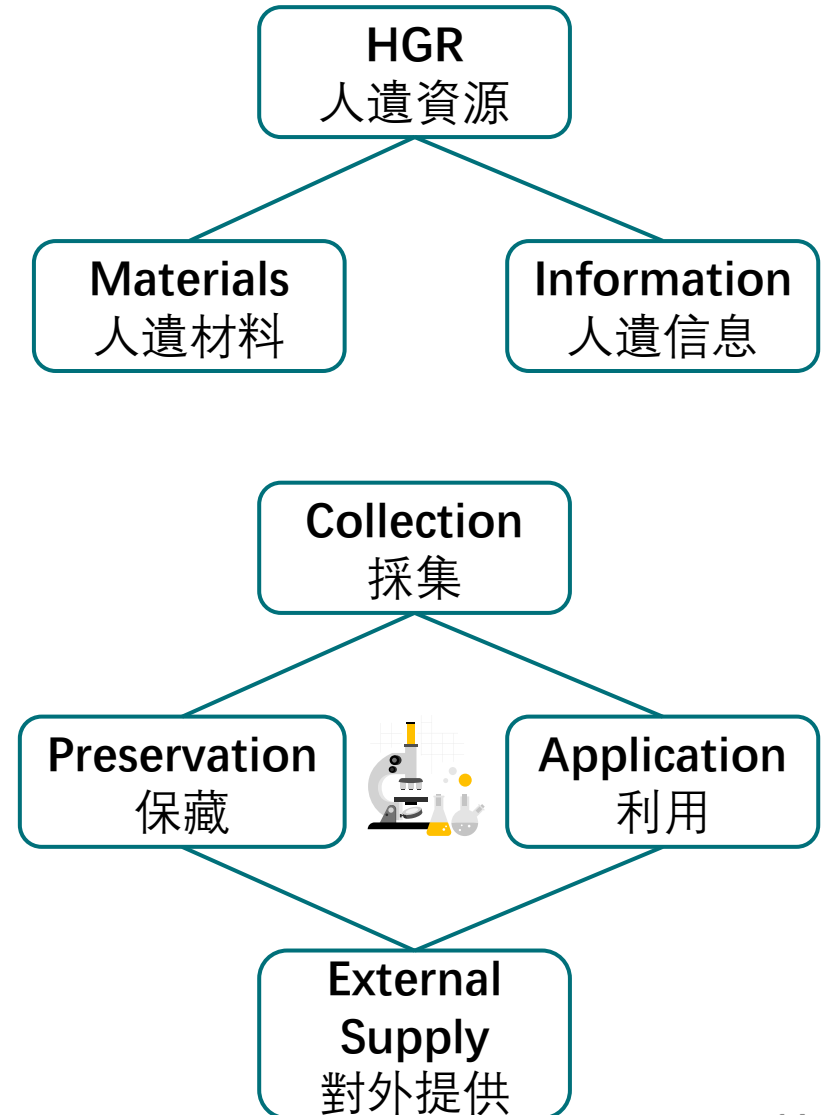 HGR
人遺資源
Materials
人遺材料
Information
人遺信息
Collection
採集
Preservation
保藏
Application
利用
External
Supply
對外提供